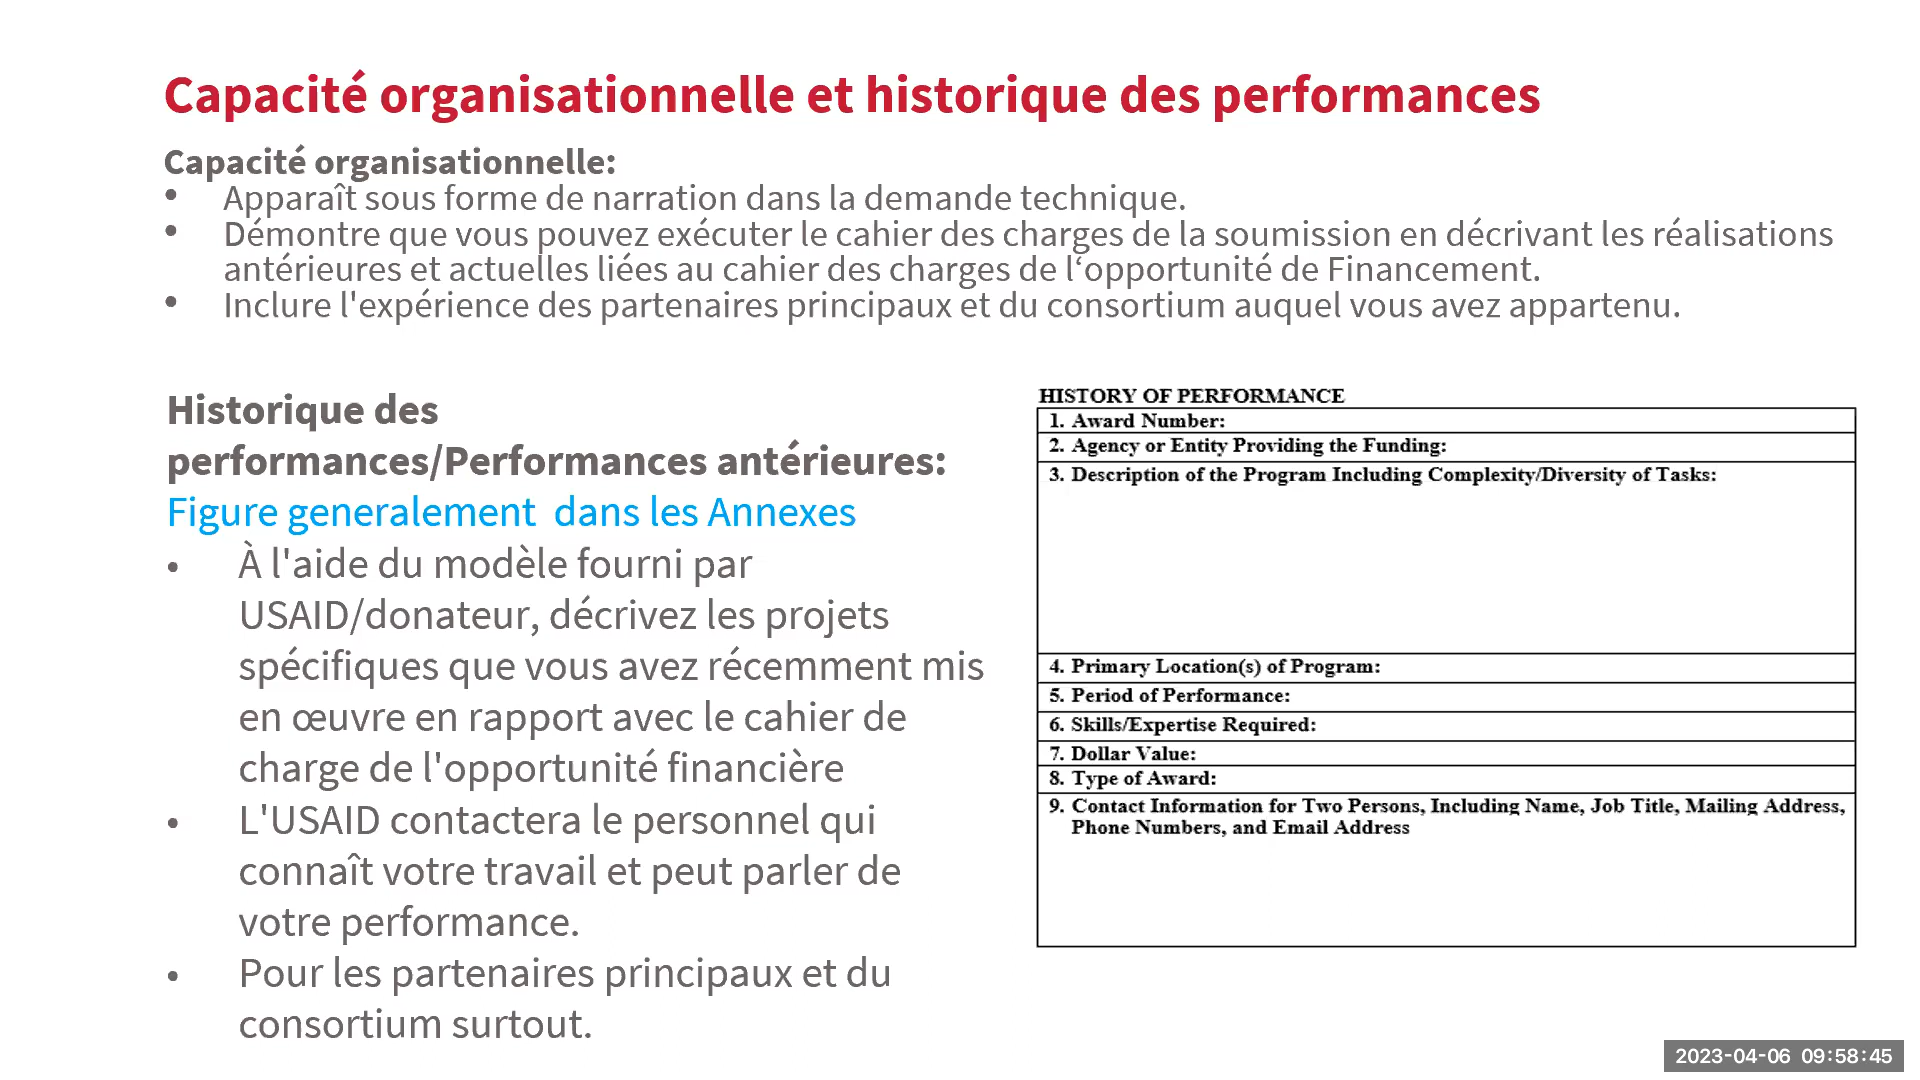 Capacité organisationnelle et historique des performances
Capacité organisationnelle:
• Apparaît sous forme de narration dans la demande technique.
• Démontre que vous pouvez exécuter le cahier des charges de la soumission en décrivant les réalisations
antérieures et actuelles liées au cahier des charges de l‘opportunité de Financement.
• Inclure l'expérience des partenaires principaux et du consortium auquel vous avez appartenu.
Historique des
performances/Performances antérieures:
Figure generalement  dans les Annexes
• À l'aide du modèle fourni par
USAID/donateur, décrivez les projets
spécifiques que vous avez récemment mis
en œuvre en rapport avec le cahier de
charge de l'opportunité financière
• L'USAID contactera le personnel qui
connaît votre travail et peut parler de
votre performance.
• Pour les partenaires principaux et du
consortium surtout.
HISTORY OF PERFORMANCE
1. Award Number:
2. Agency or Entity Providing the Funding:
3. Description of the Program Including Complexity/Diversity of Tasks:
4. Primary Location(s) of Program:
5. Period of Performance:
6. Skills/Expertise Required:
7. Dollar Value:
8. Type of Award:
9. Contact Information for Two Persons, Including Name, Job Title, Mailing Address,
Phone Numbers, and Email Address
2023-04-06 09:58:45